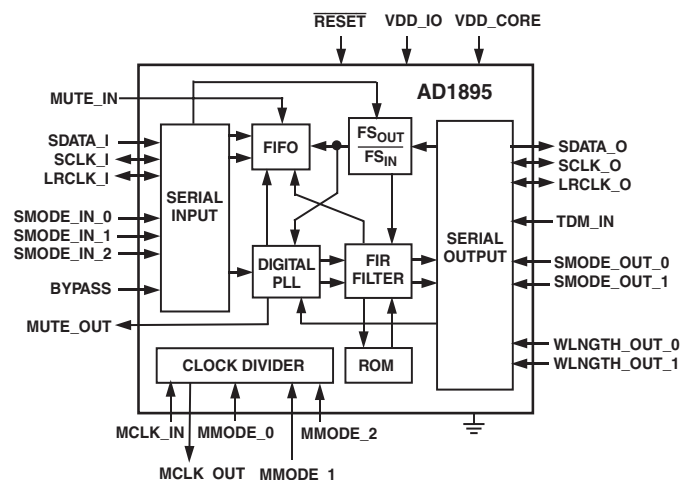 RESET VDD_IO VDD_CORE
AD1895
MUTE_IN
SDATA_I
SCLK_I
LRCLK_I
SMODE_IN_0
SMODE_IN_1
SMODE_IN_2
BYPASS
MUTE_OUT
SERIAL
INPUT
FIFO
FSOUT
FSIN
DIGITAL
PLL
FIR
FILTER
ROM
CLOCK DIVIDER
SERIAL
OUTPUT
SDATA_O
SCLK_O
LRCLK_O
TDM_IN
SMODE_OUT_0
SMODE_OUT_1
WLNGTH_OUT_0
WLNGTH_OUT_1
MCLK_IN MMODE_0 MMODE_2
MCLK_OUT MMODE_1